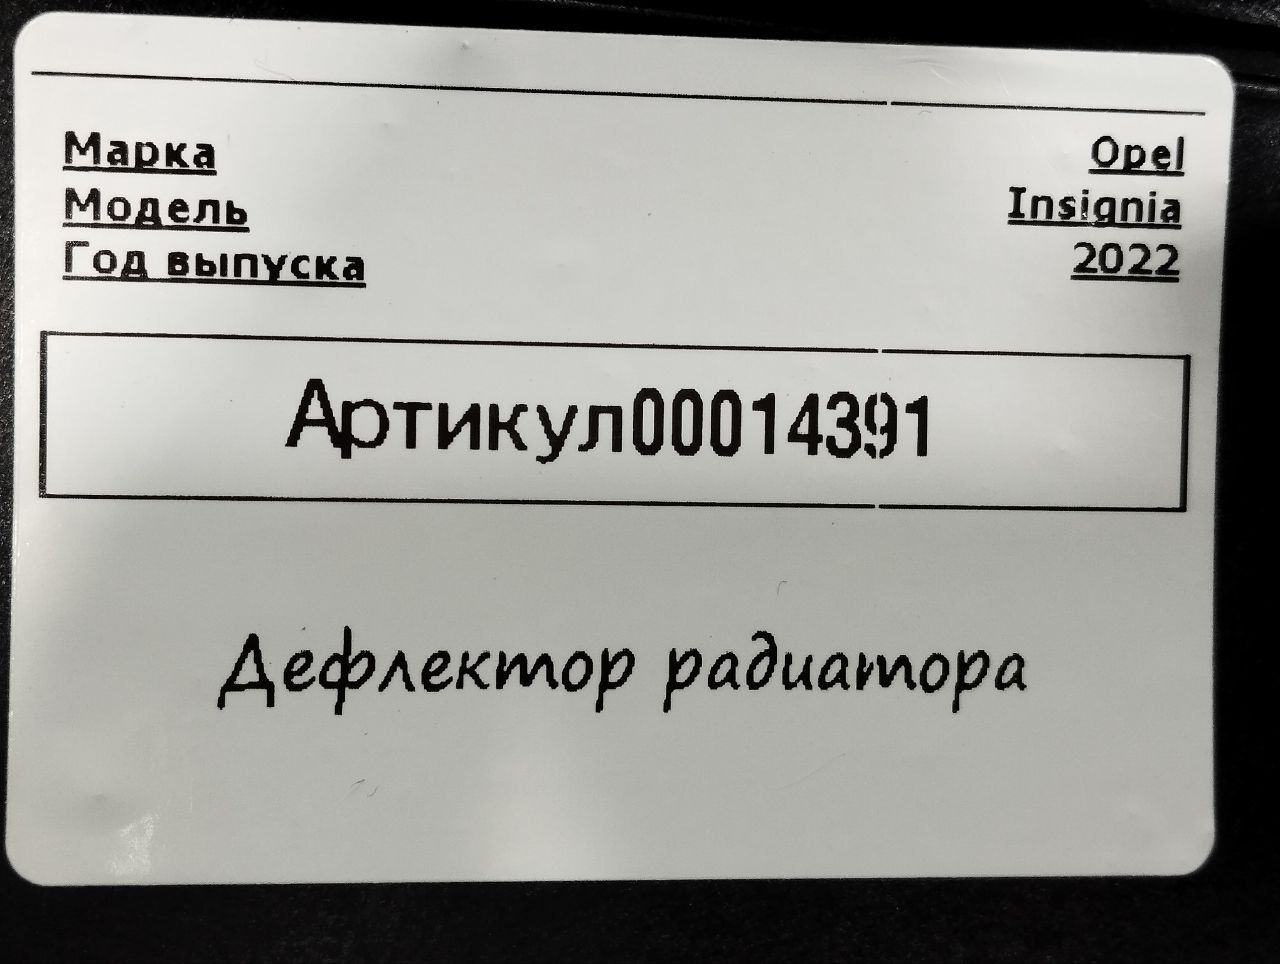 Марка Opel
Модель Insignia
Год выпуска 2022
Артикул00014391
Дефлектор радиатора